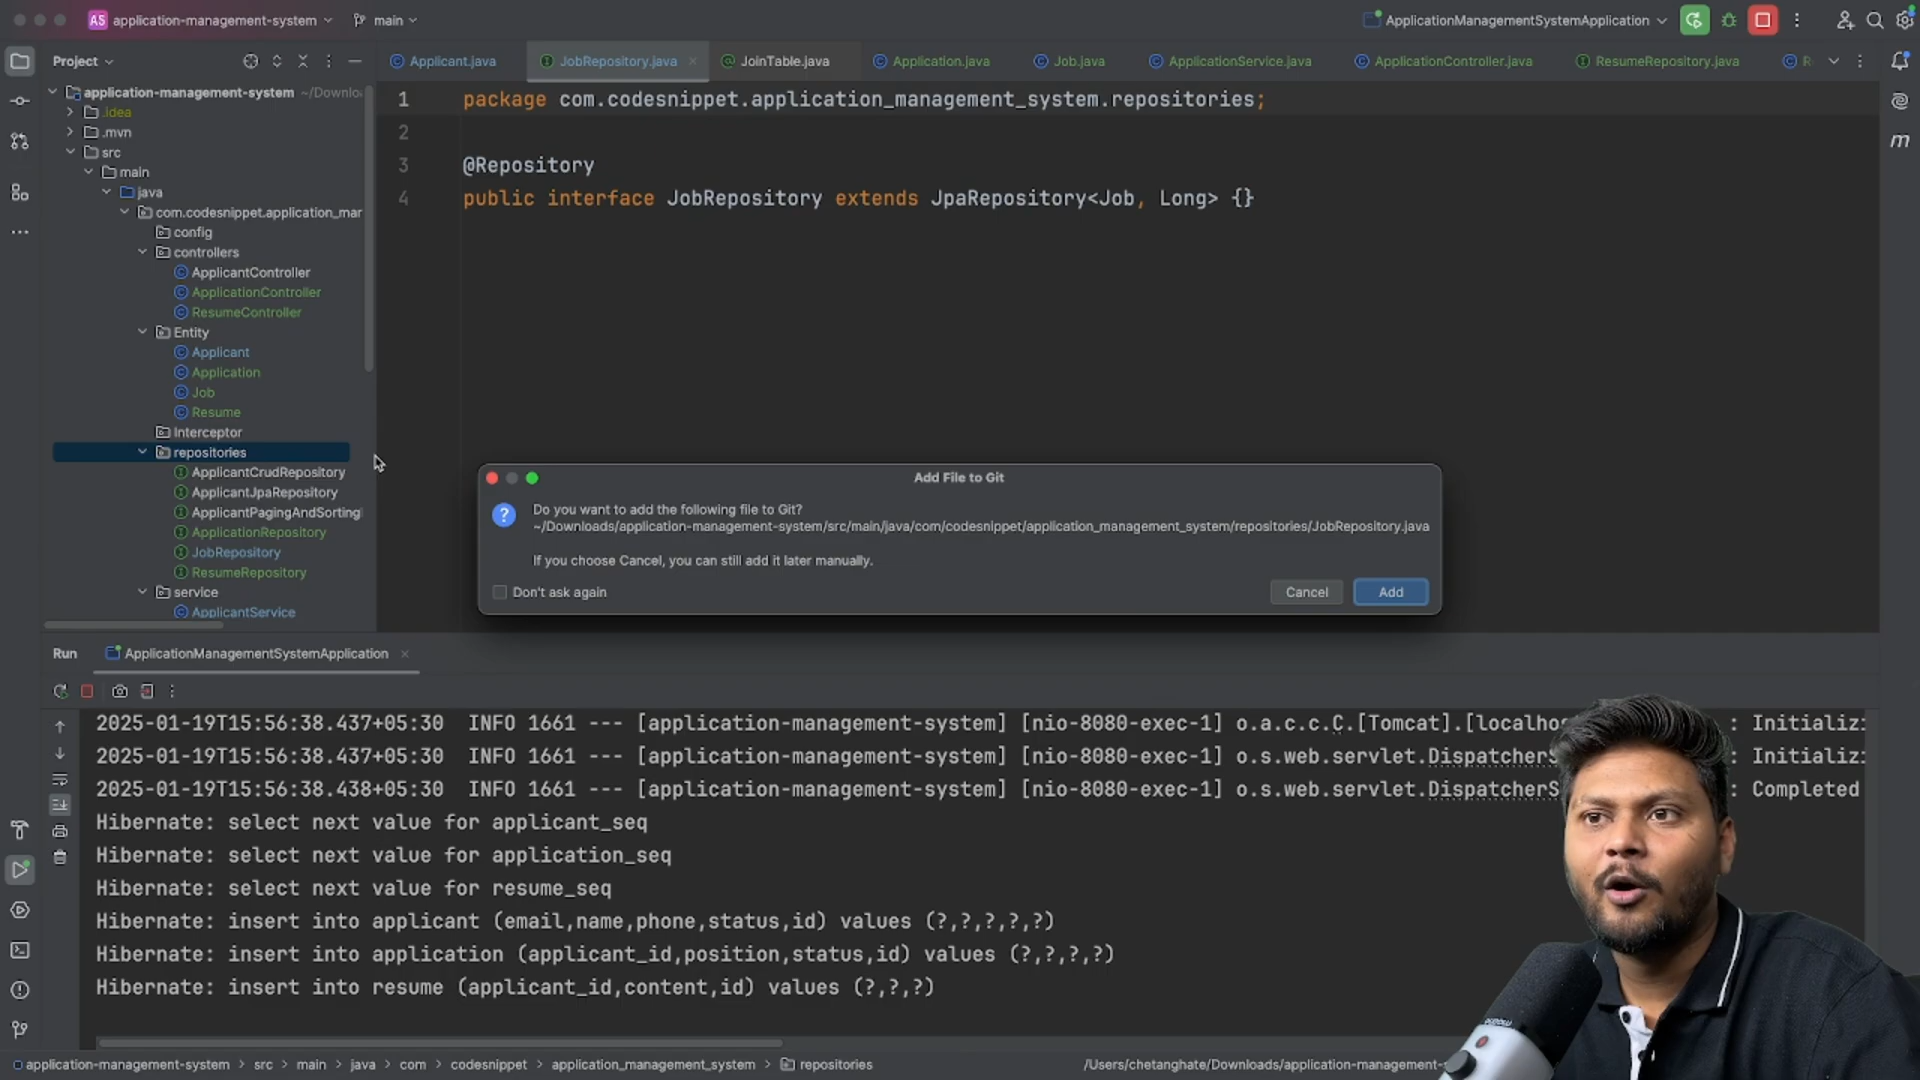 AS application-management-system main ApplicationManagementSystemApplication
Project
Applicant.java JobRepository.java JoinTable.java Application.java Job.java ApplicationService.java ApplicationController.java ResumeRepository.java R
application-management-system ~/Downloa
.idea
.mvn
src
main
java
com.codesnippet.application_mar
config
controllers
ApplicantController
ApplicationController
ResumeController
Entity
Applicant
Application
Job
Resume
Interceptor
repositories
ApplicantCrudRepository
ApplicantJpaRepository
ApplicantPagingAndSorting
ApplicationRepository
JobRepository
ResumeRepository
service
ApplicantService
1 package com.codesnippet.application_management_system.repositories;
2
3 @Repository
4 public interface JobRepository extends JpaRepository<Job, Long> {}
Add File to Git
Do you want to add the following file to Git?
~/Downloads/application-management-system/src/main/java/com/codesnippet/application_management_system/repositories/JobRepository.java
If you choose Cancel, you can still add it later manually.
Don't ask again Cancel Add
Run ApplicationManagementSystemApplication
2025-01-19T15:56:38.437+05:30 INFO 1661 --- [application-management-system] [nio-8080-exec-1] o.a.c.c.C.[Tomcat].[localhos : Initializi
2025-01-19T15:56:38.437+05:30 INFO 1661 --- [application-management-system] [nio-8080-exec-1] o.s.web.servlet.DispatcherS : Initializi
2025-01-19T15:56:38.438+05:30 INFO 1661 --- [application-management-system] [nio-8080-exec-1] o.s.web.servlet.DispatcherS : Completed
Hibernate: select next value for applicant_seq
Hibernate: select next value for application_seq
Hibernate: select next value for resume_seq
Hibernate: insert into applicant (email,name,phone,status,id) values (?,?,?,?,?)
Hibernate: insert into application (applicant_id,position,status,id) values (?,?,?,?)
Hibernate: insert into resume (applicant_id,content,id) values (?,?,?)
application-management-system > src > main > java > com > codesnippet > application_management_system > repositories /Users/chetanghate/Downloads/application-management-s